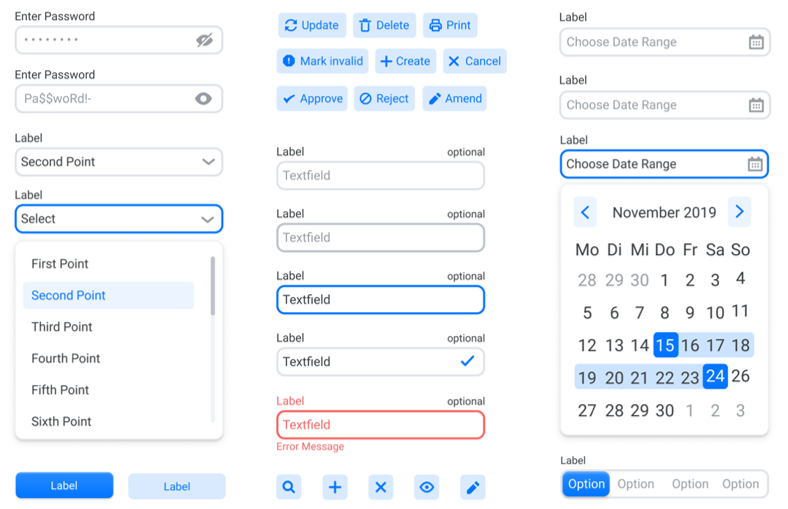 Enter Password
• • • • • • • •
Enter Password
Pa$$woRd!-
Label
Second Point
Label
Select
First Point
Second Point
Third Point
Fourth Point
Fifth Point
Sixth Point
Label Label
Update Delete Print
Mark invalid Create Cancel
Approve Reject Amend
Label optional
Textfield
Label optional
Textfield
Label optional
Textfield
Label optional
Textfield
Label optional
Textfield
Error Message
Label
Choose Date Range
Label
Choose Date Range
Label
Choose Date Range
November 2019
Mo Di Mi Do Fr Sa So
28 29 30 1 2 3 4
5 6 7 8 9 10 11
12 13 14 15 16 17 18
19 20 21 22 23 24 26
27 28 29 30 1 2 3
Label
Option Option Option Option